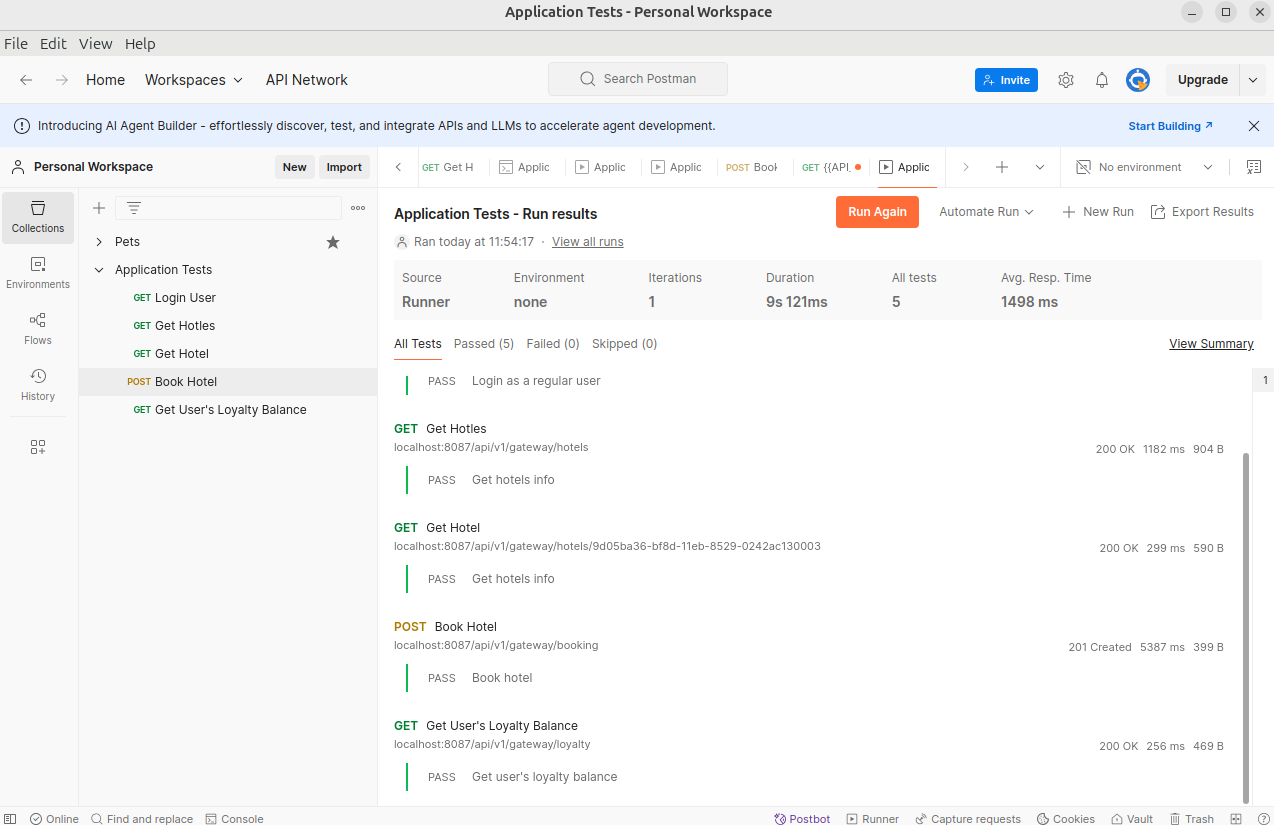 Application Tests - Personal Workspace
File Edit View Help
Home Workspaces API Network Search Postman Invite Upgrade
Introducing AI Agent Builder - effortlessly discover, test, and integrate APIs and LLMs to accelerate agent development. Start Building
Personal Workspace New Import
GET Get H Applic Applic Applic POST Book GET {{API_ Applic No environment
Collections
Environments
Flows
History
Pets
Application Tests
GET Login User
GET Get Hotles
GET Get Hotel
POST Book Hotel
GET Get User's Loyalty Balance
Application Tests - Run results Run Again Automate Run New Run Export Results
Ran today at 11:54:17 · View all runs
Source Environment Iterations Duration All tests Avg. Resp. Time
Runner none 1 9s 121ms 5 1498 ms
All Tests Passed (5) Failed (0) Skipped (0) View Summary
PASS Login as a regular user 1
GET Get Hotles
localhost:8087/api/v1/gateway/hotels 200 OK 1182 ms 904 B
PASS Get hotels info
GET Get Hotel
localhost:8087/api/v1/gateway/hotels/9d05ba36-bf8d-11eb-8529-0242ac130003 200 OK 299 ms 590 B
PASS Get hotels info
POST Book Hotel
localhost:8087/api/v1/gateway/booking 201 Created 5387 ms 399 B
PASS Book hotel
GET Get User's Loyalty Balance
localhost:8087/api/v1/gateway/loyalty 200 OK 256 ms 469 B
PASS Get user's loyalty balance
Online Find and replace Console Postbot Runner Capture requests Cookies Vault Trash